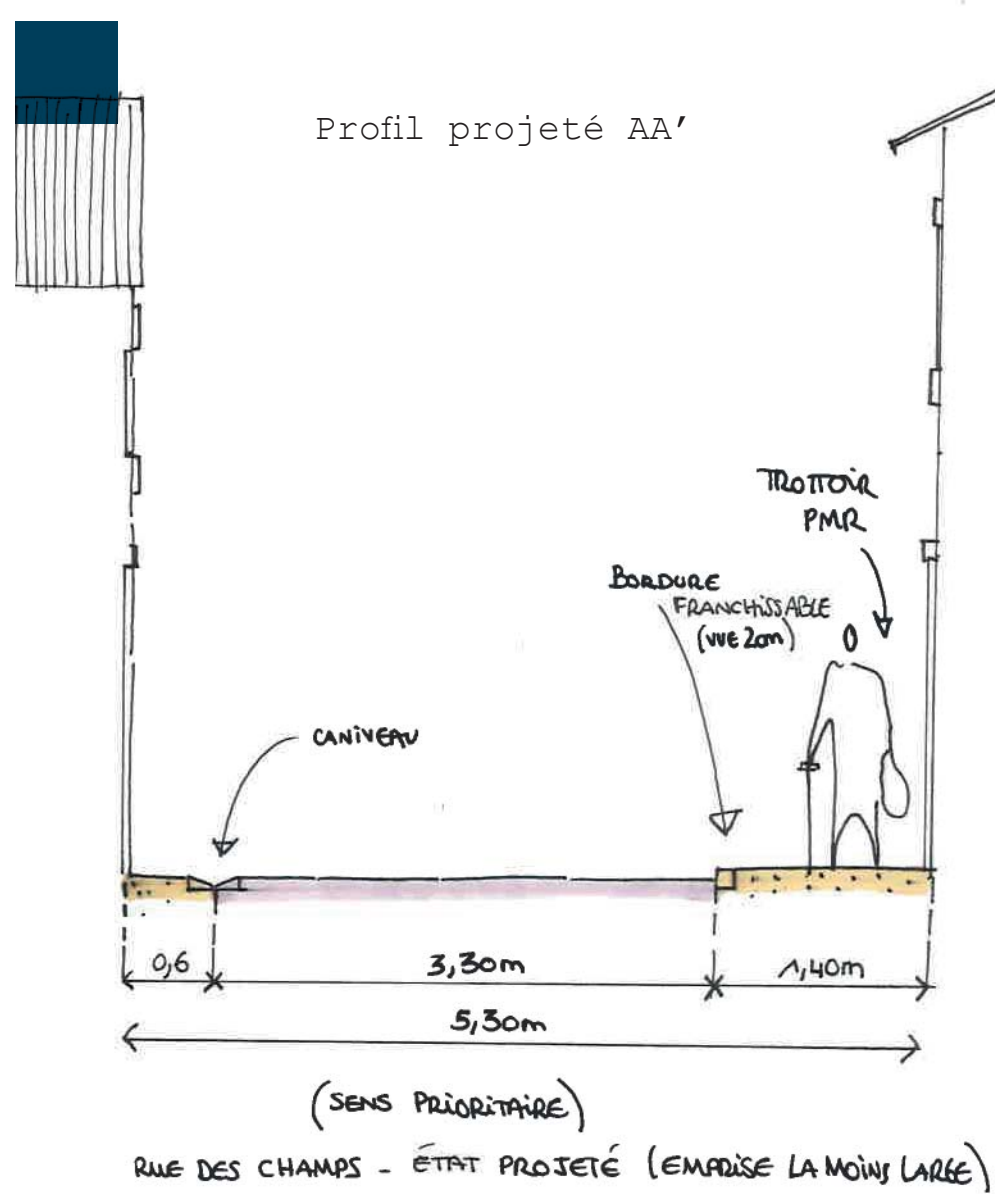 Profil projeté AA'
TROTTOIR
PMR
BORDURE
FRANCHISSABLE
(VUE 2cm)
CANIVEAU
0,6
3,30m
1,40m
5,30m
(SENS PRIORITAIRE)
RUE DES CHAMPS - ÉTAT PROJETÉ (EMPRISE LA MOINS LARGE)